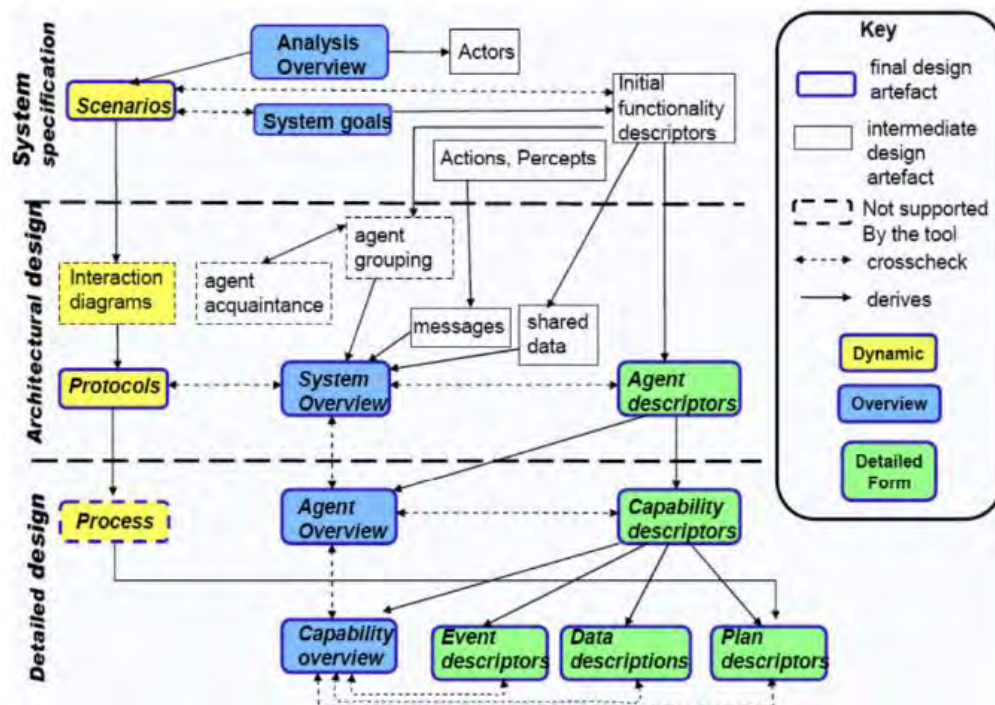 System
specification
Analysis
Overview
Actors
Scenarios
System goals
Initial
functionality
descriptors
Actions, Percepts
Architectural design
agent
grouping
Interaction
diagrams
agent
acquaintance
messages
shared
data
Protocols
System
Overview
Agent
descriptors
Detailed design
Process
Agent
Overview
Capability
descriptors
Capability
overview
Event
descriptors
Data
descriptions
Plan
descriptors
Key
final design
artefact
intermediate
design
artefact
Not supported
By the tool
crosscheck
derives
Dynamic
Overview
Detailed
Form